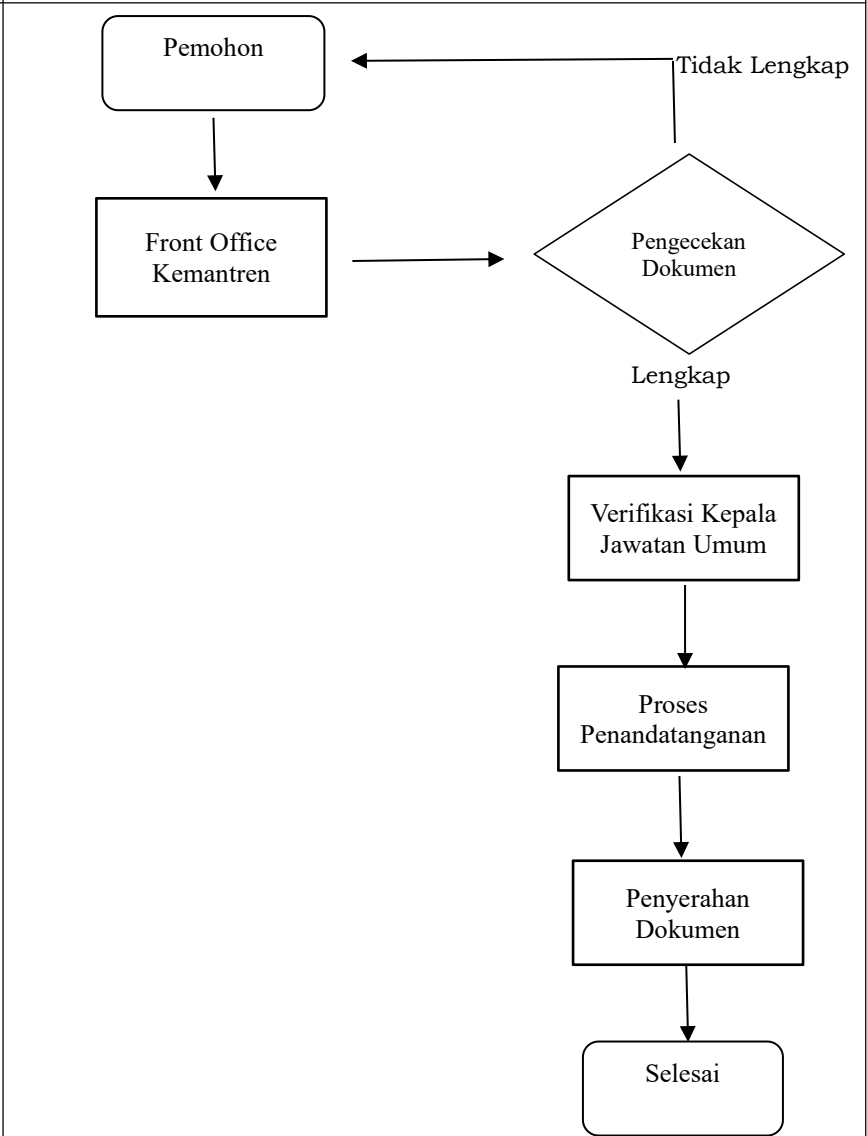 Pemohon
Tidak Lengkap
Front Office
Kemantren
Pengecekan
Dokumen
Lengkap
Verifikasi Kepala
Jawatan Umum
Proses
Penandatanganan
Penyerahan
Dokumen
Selesai